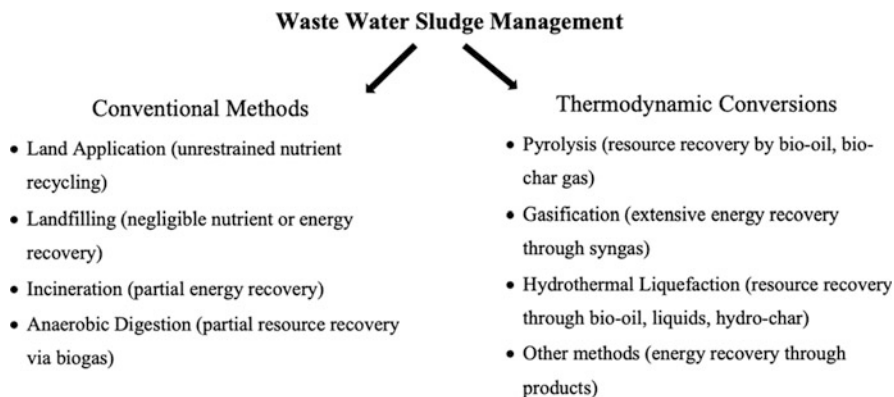 Waste Water Sludge Management
Conventional Methods
• Land Application (unrestrained nutrient
recycling)
• Landfilling (negligible nutrient or energy
recovery)
• Incineration (partial energy recovery)
• Anaerobic Digestion (partial resource recovery
via biogas)
Thermodynamic Conversions
• Pyrolysis (resource recovery by bio-oil, bio-
char gas)
• Gasification (extensive energy recovery
through syngas)
• Hydrothermal Liquefaction (resource recovery
through bio-oil, liquids, hydro-char)
• Other methods (energy recovery through
products)